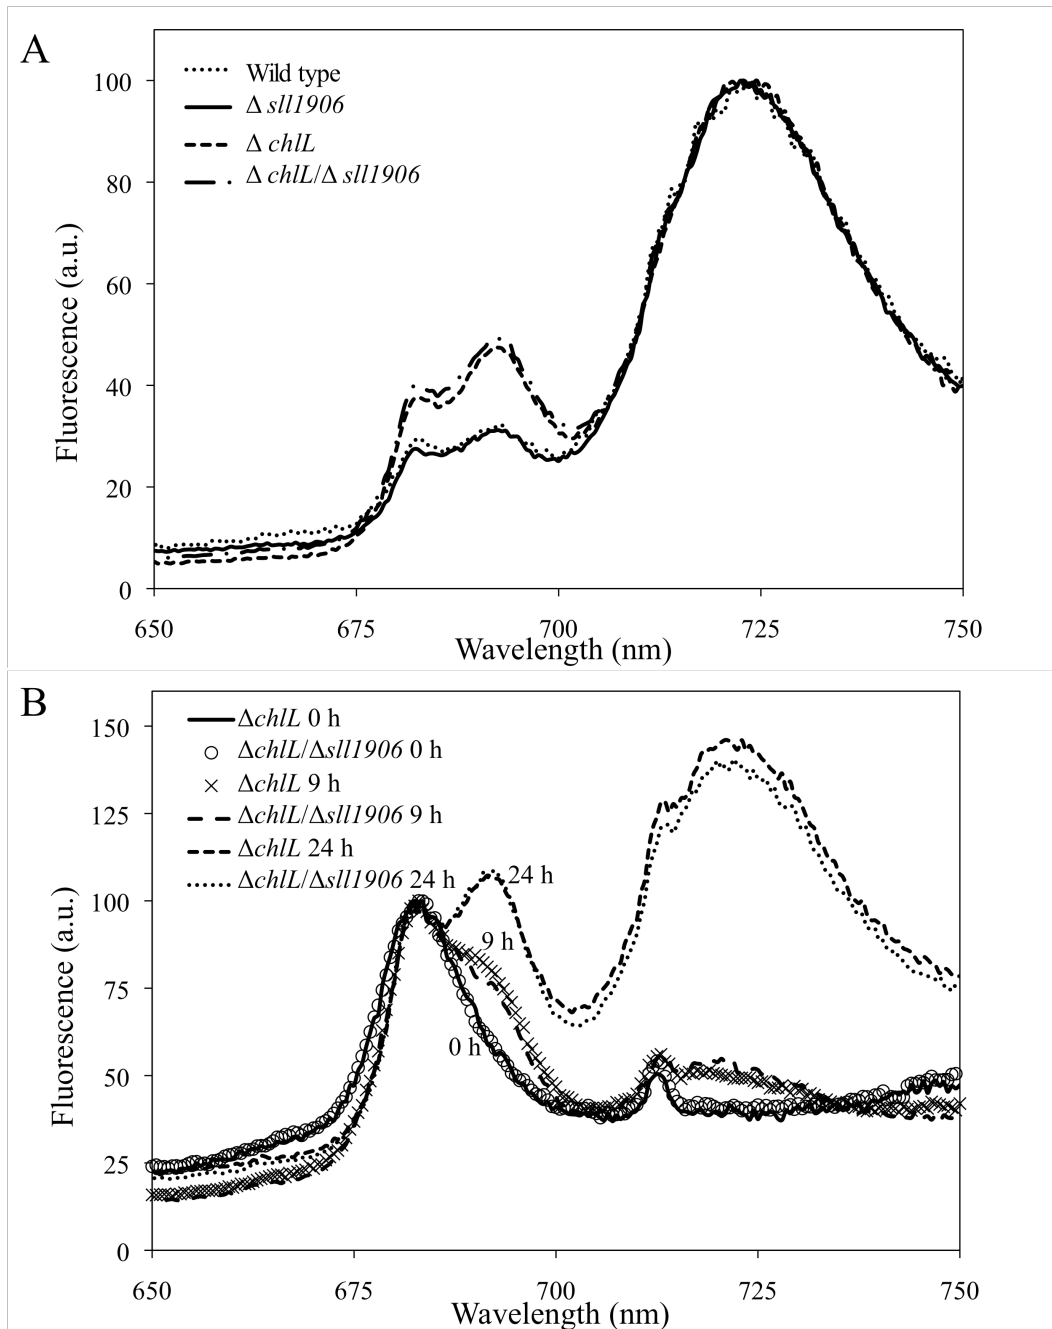 A
Wild type
Δ sll1906
Δ chlL
Δ chlL/Δ sll1906
100
80
60
40
20
0
Fluorescence (a.u.)
650 675 700 725 750
Wavelength (nm)
B
ΔchlL 0 h
ΔchlL/Δsll1906 0 h
ΔchlL 9 h
ΔchlL/Δsll1906 9 h
ΔchlL 24 h
ΔchlL/Δsll1906 24 h
24 h
9 h
0 h
150
125
100
75
50
25
0
Fluorescence (a.u.)
650 675 700 725 750
Wavelength (nm)